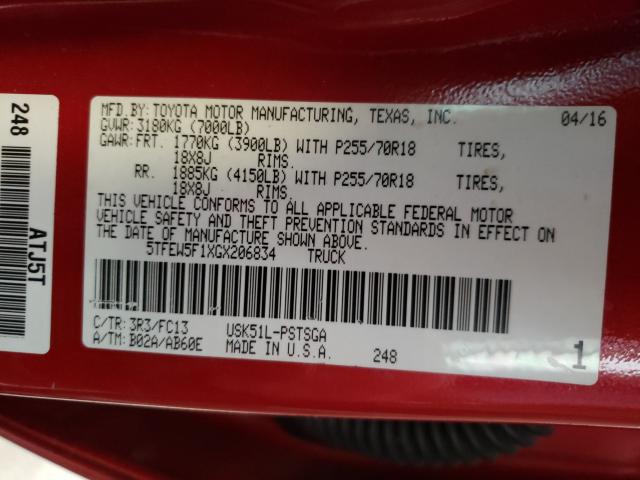 MFD.BY:TOYOTA MOTOR MANUFACTURING, TEXAS, INC. 04/16
GVWR:3180KG (7000LB)
GAWR:FRT. 1770KG (3900LB) WITH P255/70R18 TIRES,
18X8J RIMS.
RR. 1885KG (4150LB) WITH P255/70R18 TIRES,
18X8J RIMS.
THIS VEHICLE CONFORMS TO ALL APPLICABLE FEDERAL MOTOR
VEHICLE SAFETY AND THEFT PREVENTION STANDARDS IN EFFECT ON
THE DATE OF MANUFACTURE SHOWN ABOVE.
5TFEW5F1XGX206834 TRUCK
C/TR:3R3/FC13 USK51L-PSTSGA
A/TM:B02A/AB60E MADE IN U.S.A. 248 1
248 ATJ5T